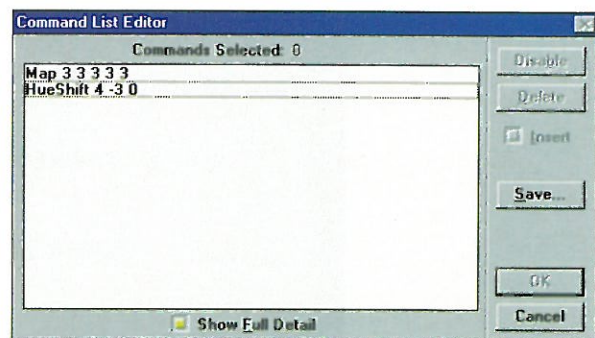 Command List Editor
Commands Selected: 0
Map 3 3 3 3 3
HueShift 4 -3 0
Disable
Delete
Insert
Save...
OK
Cancel
Show Full Detail